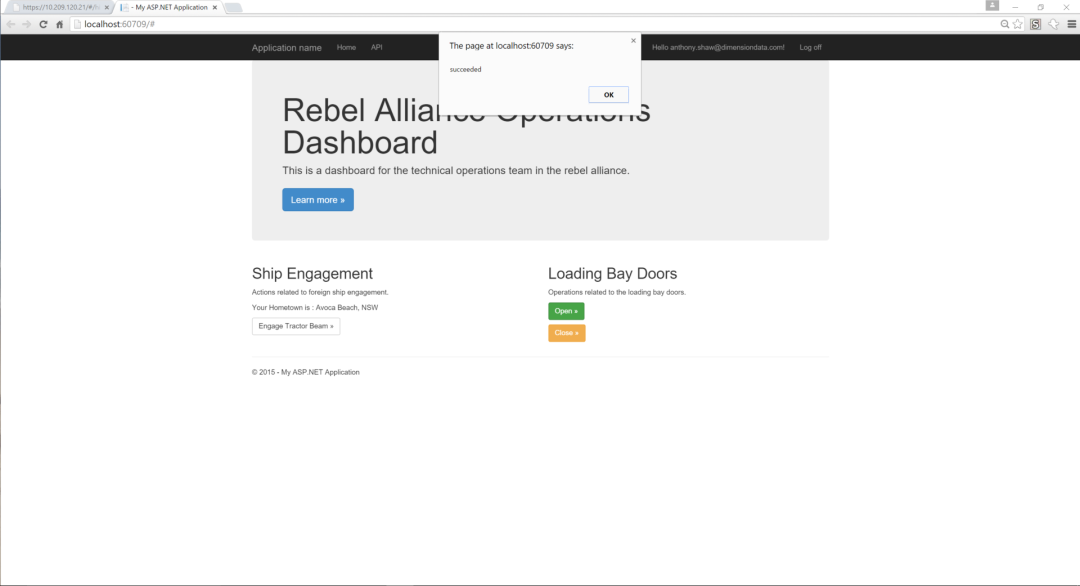 https://10.209.120.21/#/
- My ASP.NET Application
localhost:60709/#
Application name
Home
API
Hello anthony.shaw@dimensiondata.com!
Log off
The page at localhost:60709 says:
succeeded
OK
Rebel Alliance Operations
Dashboard
This is a dashboard for the technical operations team in the rebel alliance.
Learn more »
Ship Engagement
Actions related to foreign ship engagement.
Your Hometown is : Avoca Beach, NSW
Engage Tractor Beam »
Loading Bay Doors
Operations related to the loading bay doors.
Open »
Close »
© 2015 - My ASP.NET Application